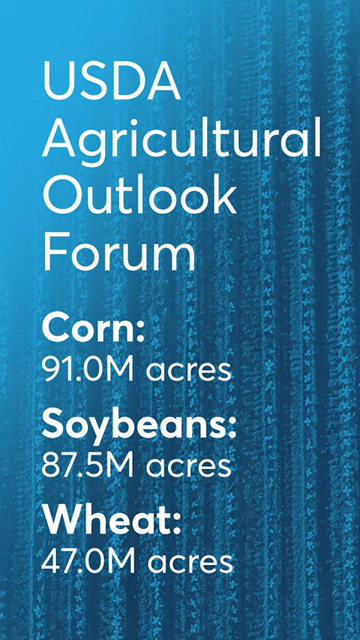 USDA
Agricultural
Outlook
Forum
Corn:
91.0M acres
Soybeans:
87.5M acres
Wheat:
47.0M acres